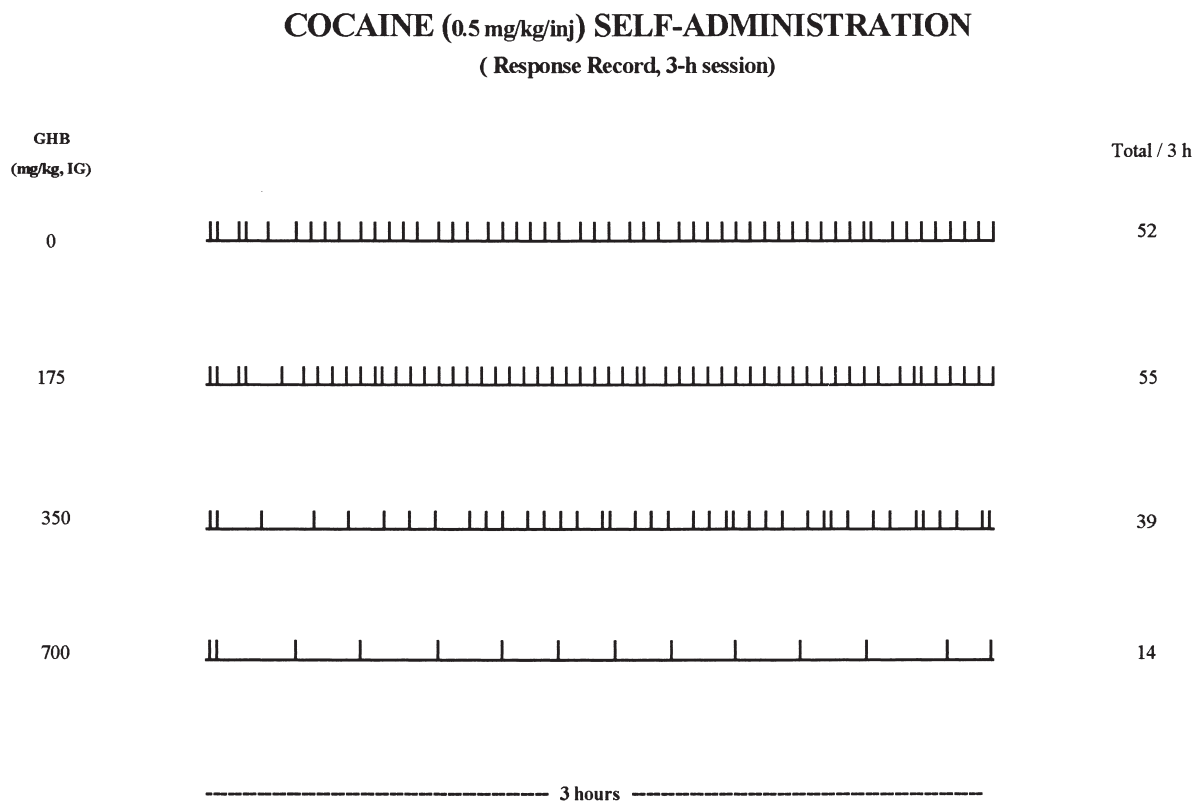 COCAINE (0.5 mg/kg/inj) SELF-ADMINISTRATION
( Response Record, 3-h session)
GHB
(mg/kg, IG)
Total / 3 h
0
52
175
55
350
39
700
14
3 hours